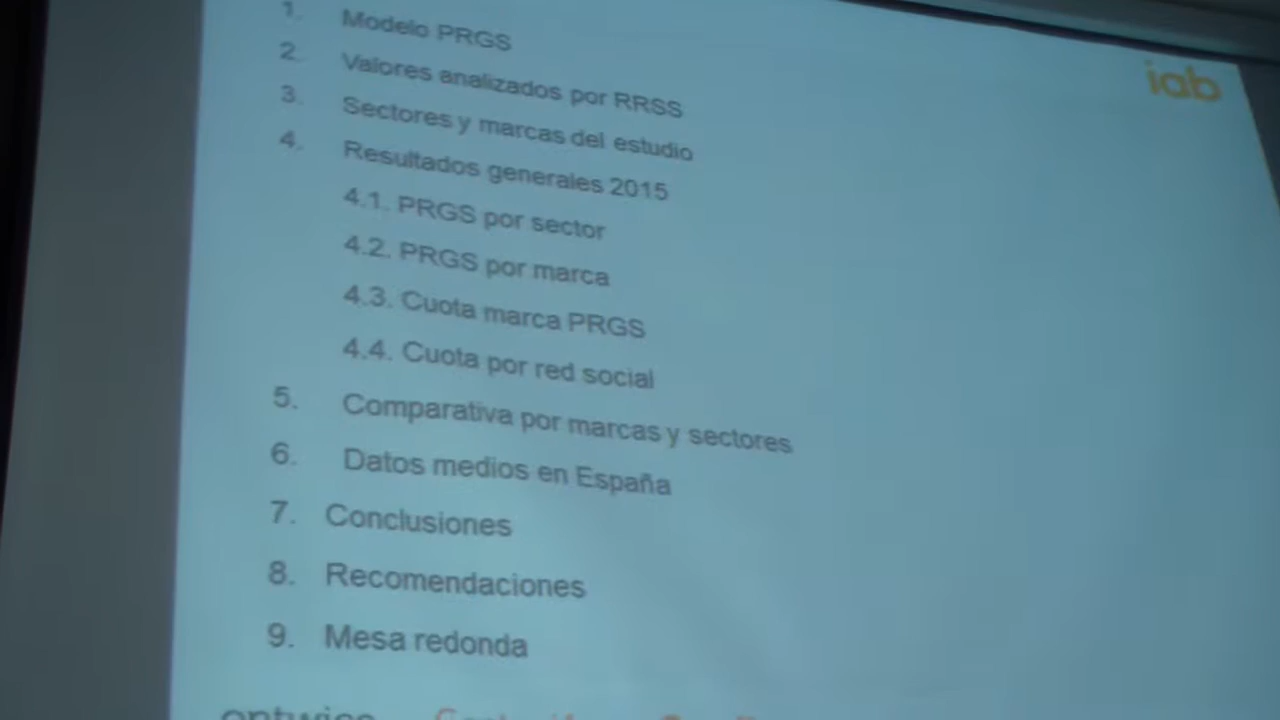 iab
1. Modelo PRGS
2. Valores analizados por RRSS
3. Sectores y marcas del estudio
4. Resultados generales 2015
4.1. PRGS por sector
4.2. PRGS por marca
4.3. Cuota marca PRGS
4.4. Cuota por red social
5. Comparativa por marcas y sectores
6. Datos medios en España
7. Conclusiones
8. Recomendaciones
9. Mesa redonda